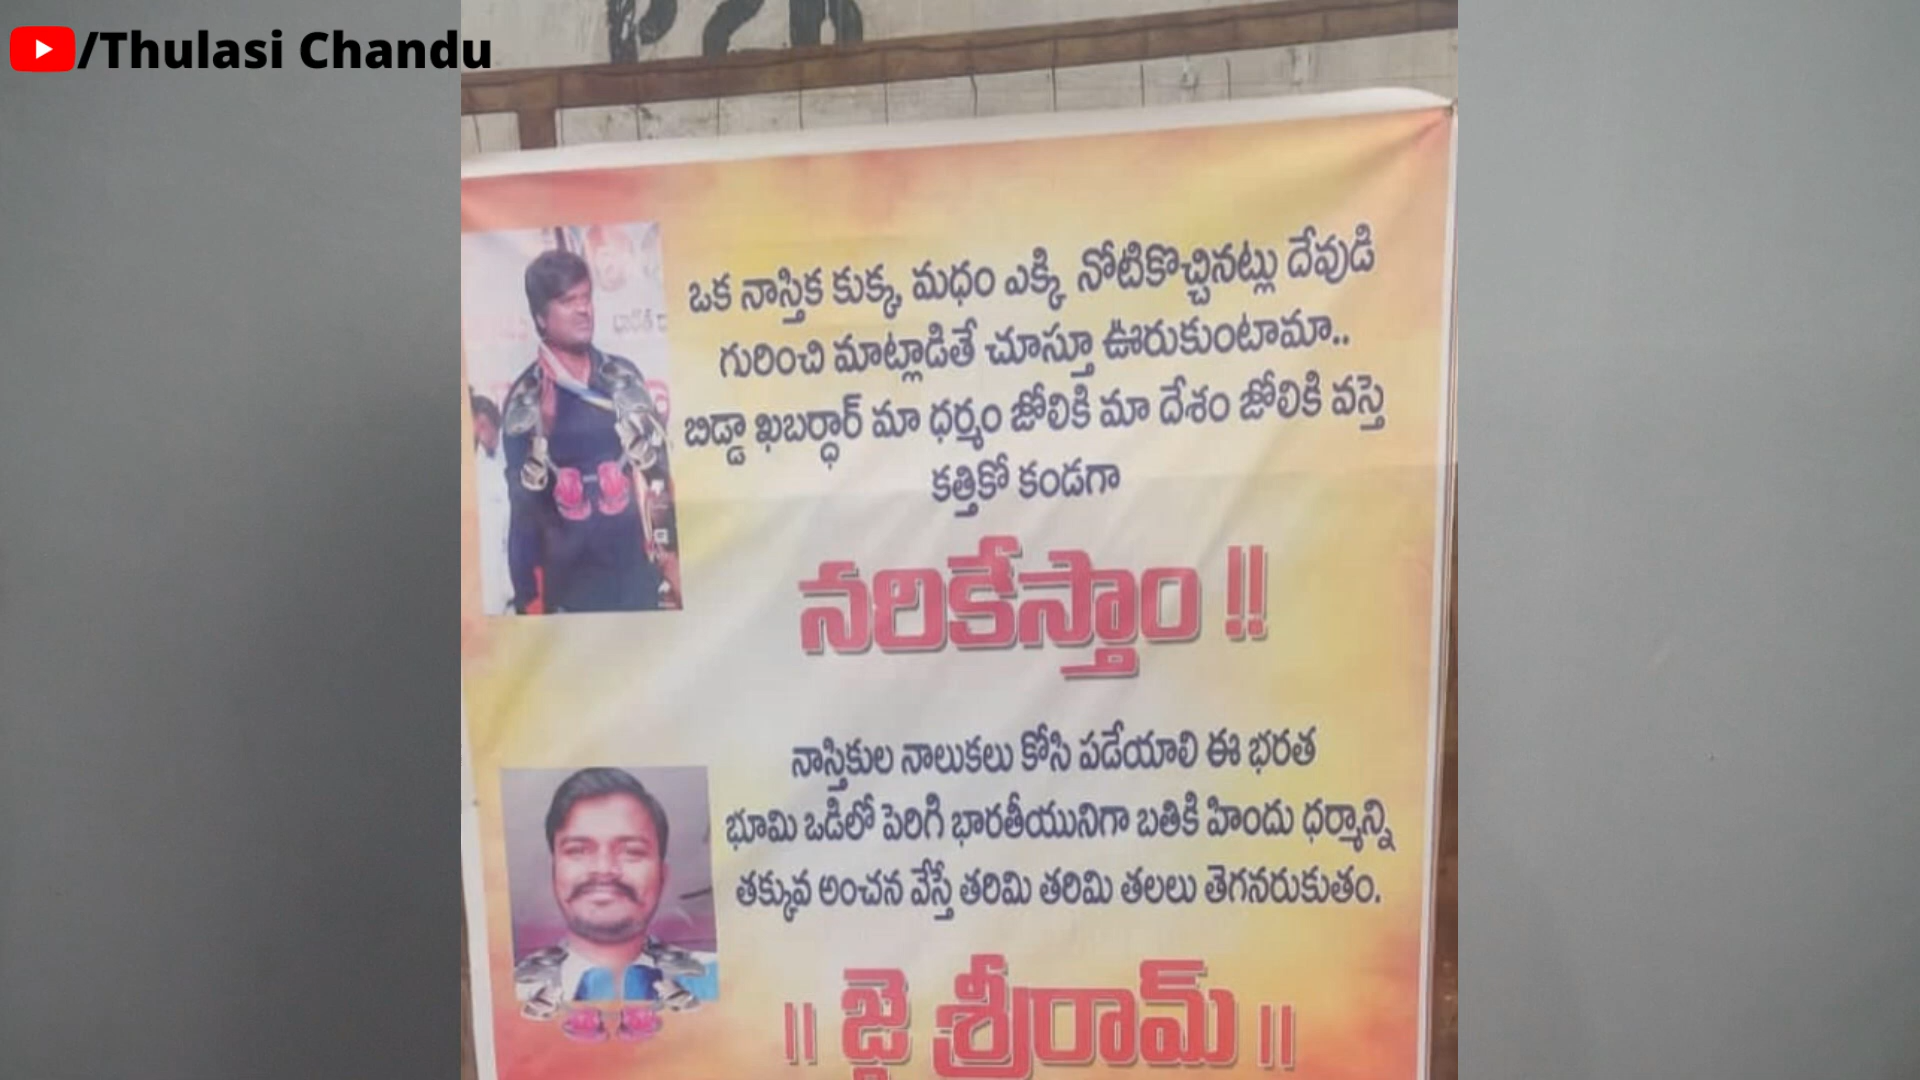 /Thulasi Chandu
ఒక నాస్తిక కుక్క మధం ఎక్కి నోటికొచ్చినట్లు దేవుడి
గురించి మాట్లాడితే చూస్తూ ఊరుకుంటామా..
బిడ్డా ఖబర్ధార్ మా ధర్మం జోలికి మా దేశం జోలికి వస్తె
కత్తికో కండగా
నరికేస్తాం !!
నాస్తికుల నాలుకలు కోసి పడేయాలి ఈ భరత
భూమి ఒడిలో పెరిగి భారతీయునిగా బతికి హిందు ధర్మాన్ని
తక్కువ అంచన వేస్తే తరిమి తరిమి తలలు తెగనరుకుతం.
|| జై శ్రీరామ్ ||